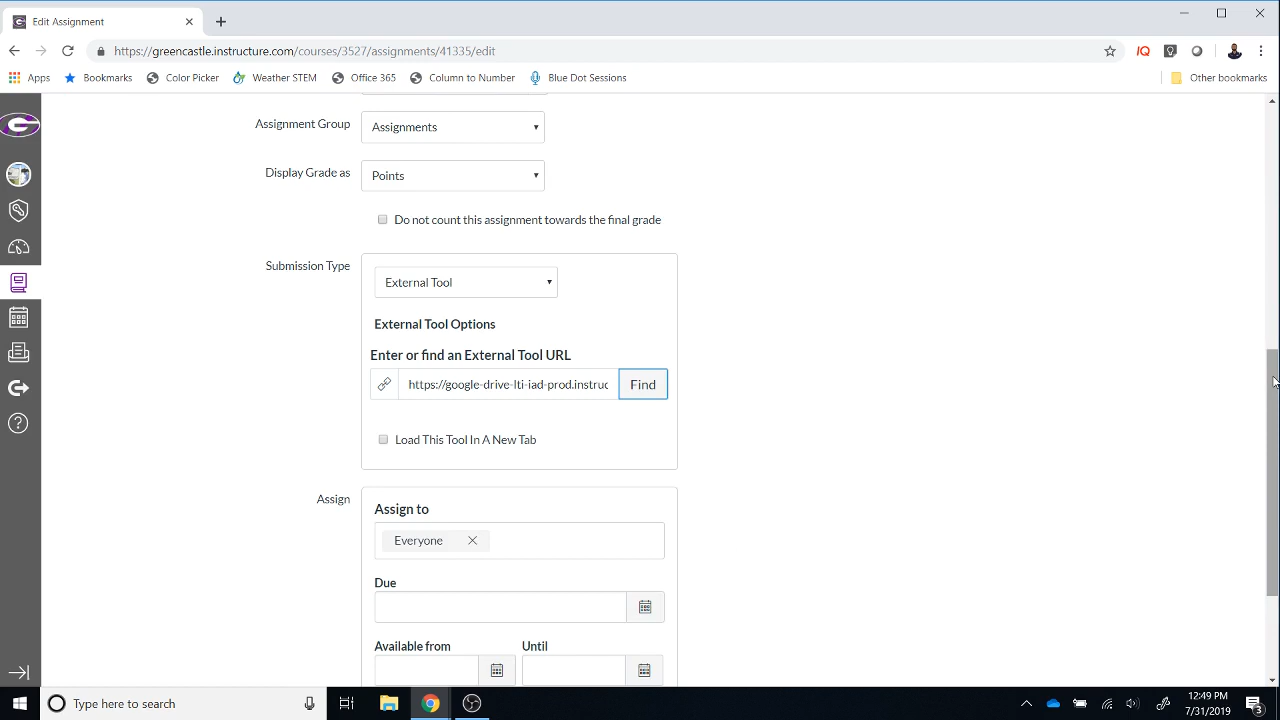 Edit Assignment
https://greencastle.instructure.com/courses/3527/assignments/41335/edit
IQ
Apps Bookmarks Color Picker Weather STEM Office 365 Column to Number Blue Dot Sessions Other bookmarks
G
Assignment Group Assignments
Display Grade as Points
Do not count this assignment towards the final grade
Submission Type
External Tool
External Tool Options
Enter or find an External Tool URL
https://google-drive-lti-iad-prod.instruc Find
Load This Tool In A New Tab
Assign
Assign to
Everyone
Due
Available from Until
Type here to search
12:49 PM
7/31/2019
3